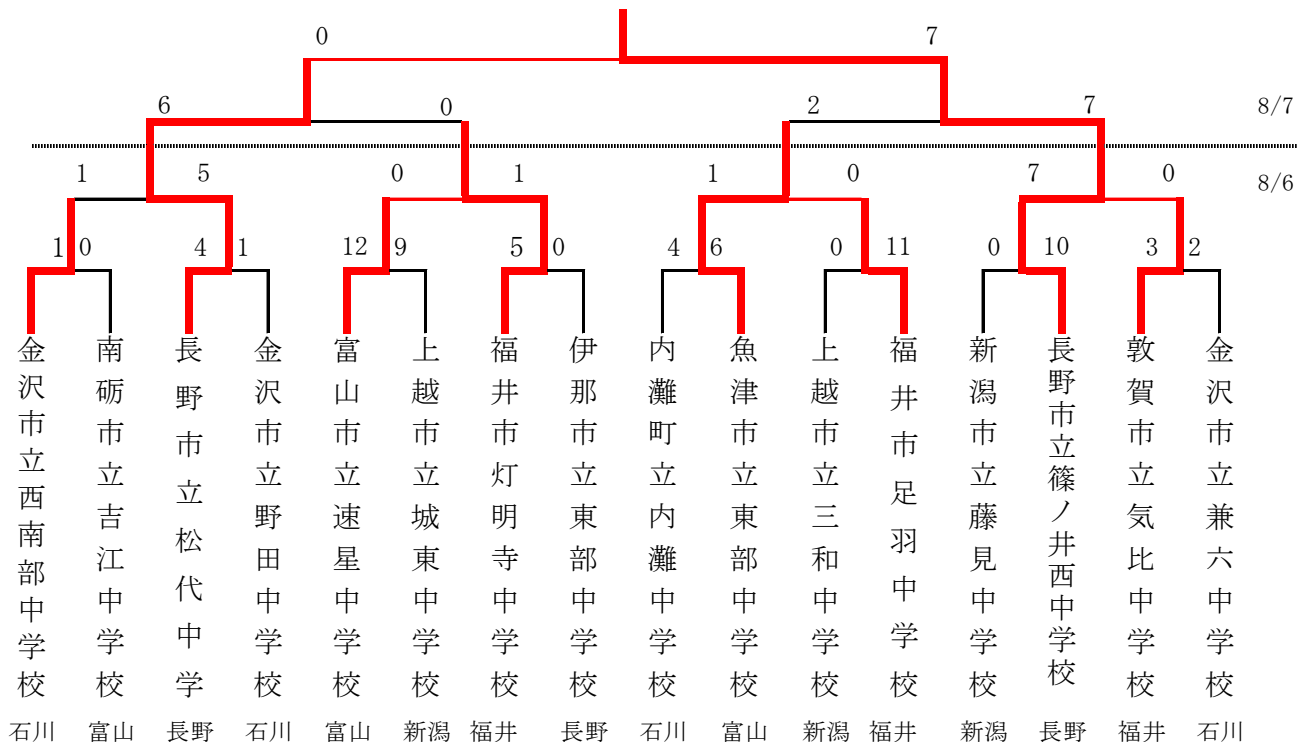 0 7
6 0 2 7 8/7
1 5 0 1 1 0 7 0 8/6
1 0 4 1 12 9 5 0 4 6 0 11 0 10 3 2
金沢市立西南部中学校
南砺市立吉江中学校
長野市立松代中学
金沢市立野田中学校
富山市立速星中学校
上越市立城東中学校
福井市灯明寺中学校
伊那市立東部中学校
内灘町立内灘中学校
魚津市立東部中学校
上越市立三和中学校
福井市足羽中学校
新潟市立藤見中学校
長野市立篠ノ井西中学校
敦賀市立気比中学校
金沢市立兼六中学校
石川 富山 長野 石川 富山 新潟 福井 長野 石川 富山 新潟 福井 新潟 長野 福井 石川